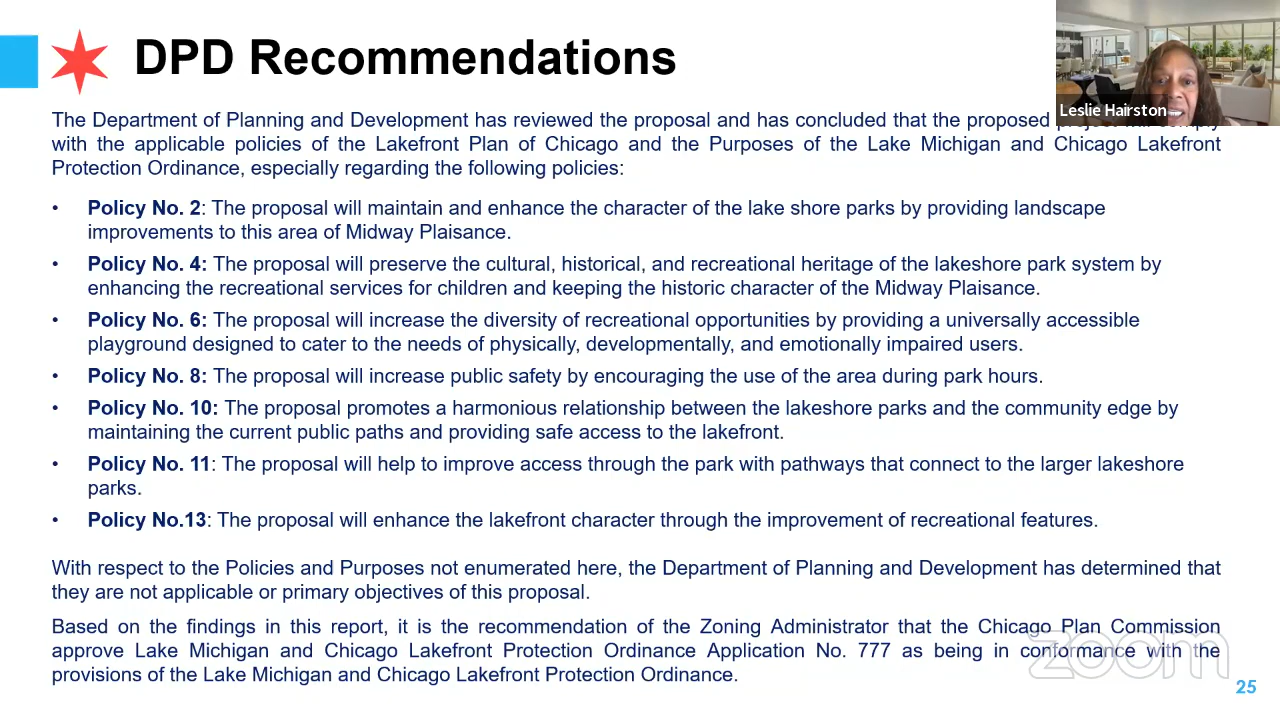 DPD Recommendations
Leslie Hairston
The Department of Planning and Development has reviewed the proposal and has concluded that the proposed project will comply
with the applicable policies of the Lakefront Plan of Chicago and the Purposes of the Lake Michigan and Chicago Lakefront
Protection Ordinance, especially regarding the following policies:
• Policy No. 2: The proposal will maintain and enhance the character of the lake shore parks by providing landscape
improvements to this area of Midway Plaisance.
• Policy No. 4: The proposal will preserve the cultural, historical, and recreational heritage of the lakeshore park system by
enhancing the recreational services for children and keeping the historic character of the Midway Plaisance.
• Policy No. 6: The proposal will increase the diversity of recreational opportunities by providing a universally accessible
playground designed to cater to the needs of physically, developmentally, and emotionally impaired users.
• Policy No. 8: The proposal will increase public safety by encouraging the use of the area during park hours.
• Policy No. 10: The proposal promotes a harmonious relationship between the lakeshore parks and the community edge by
maintaining the current public paths and providing safe access to the lakefront.
• Policy No. 11: The proposal will help to improve access through the park with pathways that connect to the larger lakeshore
parks.
• Policy No.13: The proposal will enhance the lakefront character through the improvement of recreational features.
With respect to the Policies and Purposes not enumerated here, the Department of Planning and Development has determined that
they are not applicable or primary objectives of this proposal.
Based on the findings in this report, it is the recommendation of the Zoning Administrator that the Chicago Plan Commission
approve Lake Michigan and Chicago Lakefront Protection Ordinance Application No. 777 as being in conformance with the
provisions of the Lake Michigan and Chicago Lakefront Protection Ordinance.
zoom
25